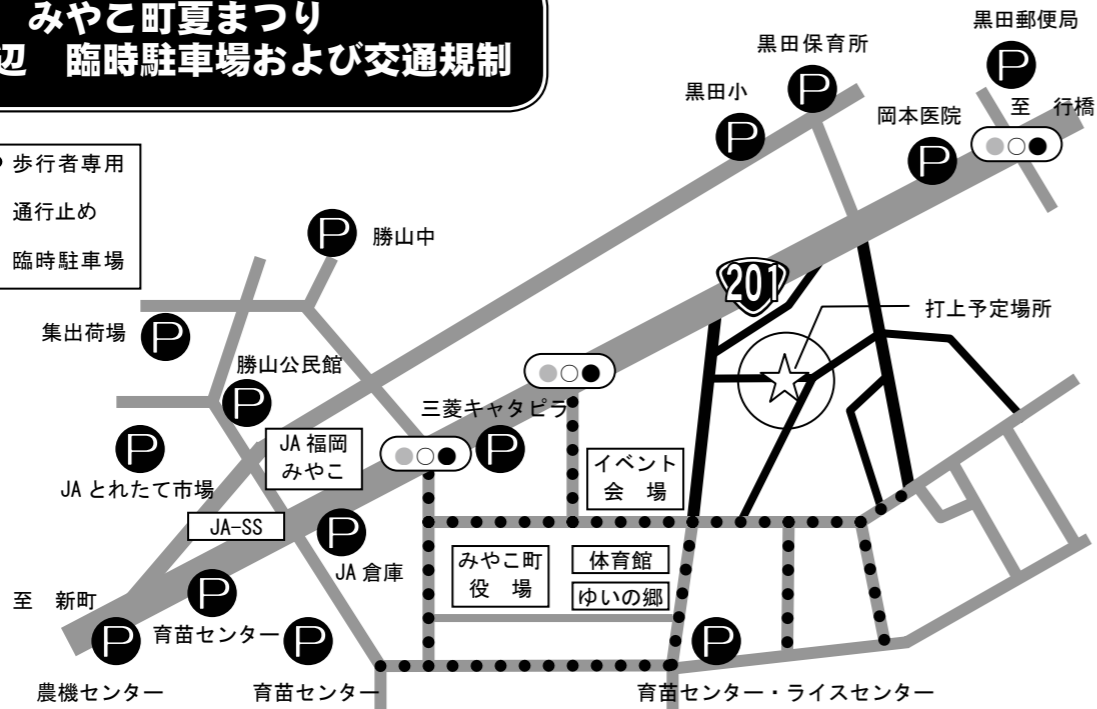 みやこ町夏まつり
辺 臨時駐車場および交通規制
歩行者専用
通行止め
臨時駐車場
黒田郵便局
P
黒田保育所
P
至 行橋
黒田小
P
岡本医院
P
勝山中
P
201
打上予定場所
集出荷場
P
勝山公民館
P
三菱キャタピラ
P
JA 福岡
みやこ
イベント
会 場
P
JA とれたて市場
JA-SS
P
JA 倉庫
みやこ町
役 場
体育館
ゆいの郷
至 新町
P
育苗センター
P
農機センター
P
育苗センター
P
育苗センター・ライスセンター